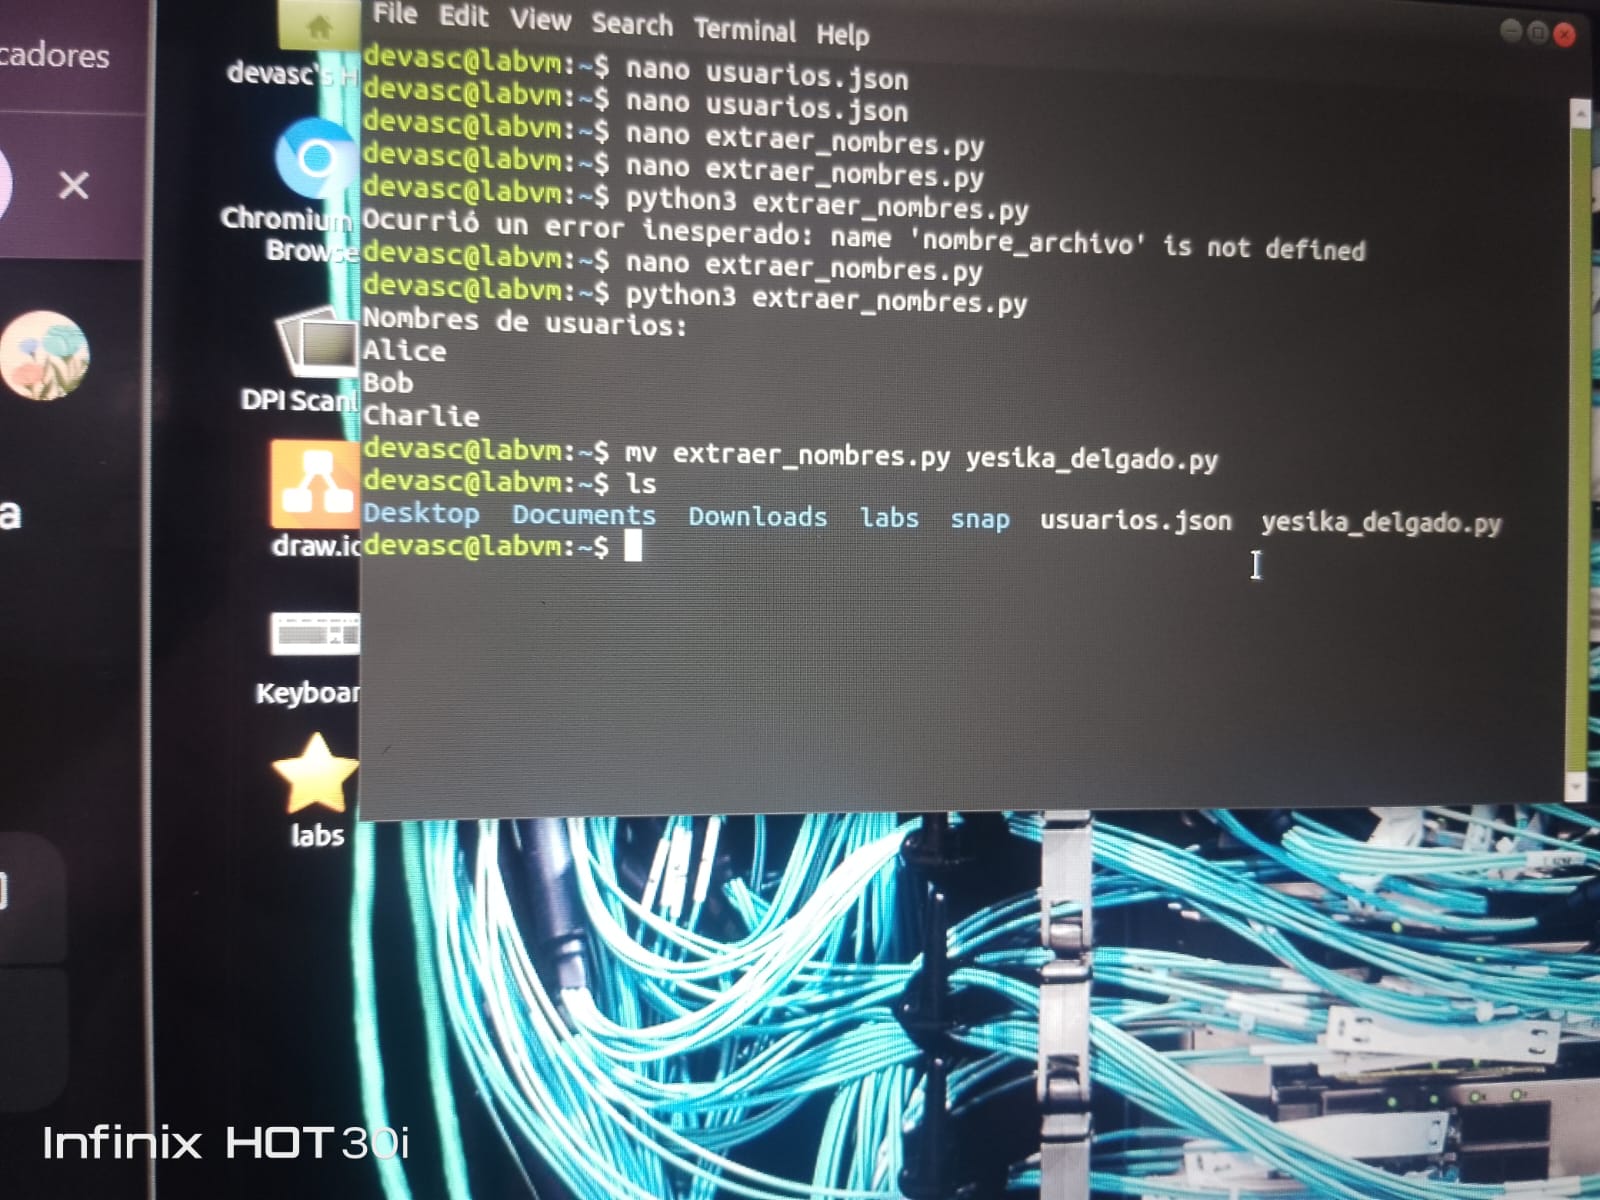 cadores
a
File Edit View Search Terminal Help
devasc@labvm:~$ nano usuarios.json
devasc@labvm:~$ nano usuarios.json
devasc@labvm:~$ nano extraer_nombres.py
devasc@labvm:~$ nano extraer_nombres.py
devasc@labvm:~$ python3 extraer_nombres.py
Ocurrió un error inesperado: name 'nombre_archivo' is not defined
devasc@labvm:~$ nano extraer_nombres.py
devasc@labvm:~$ python3 extraer_nombres.py
Nombres de usuarios:
Alice
Bob
Charlie
devasc@labvm:~$ mv extraer_nombres.py yesika_delgado.py
devasc@labvm:~$ ls
Desktop Documents Downloads labs snap usuarios.json yesika_delgado.py
devasc@labvm:~$
devasc's H
Chromium
Browse
DPI Scanl
draw.io
Keyboar
labs
Infinix HOT 30i